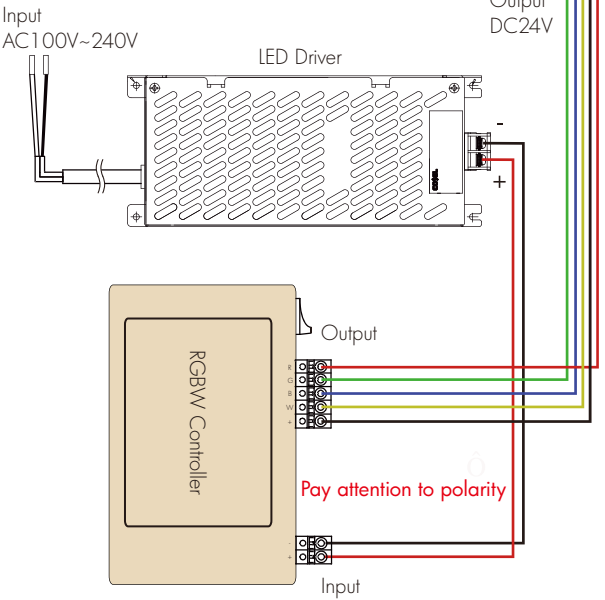 Input
AC100V~240V
Output
DC24V
LED Driver
-
+
Output
RGBW Controller
R
G
B
W
+
Pay attention to polarity
-
+
Input